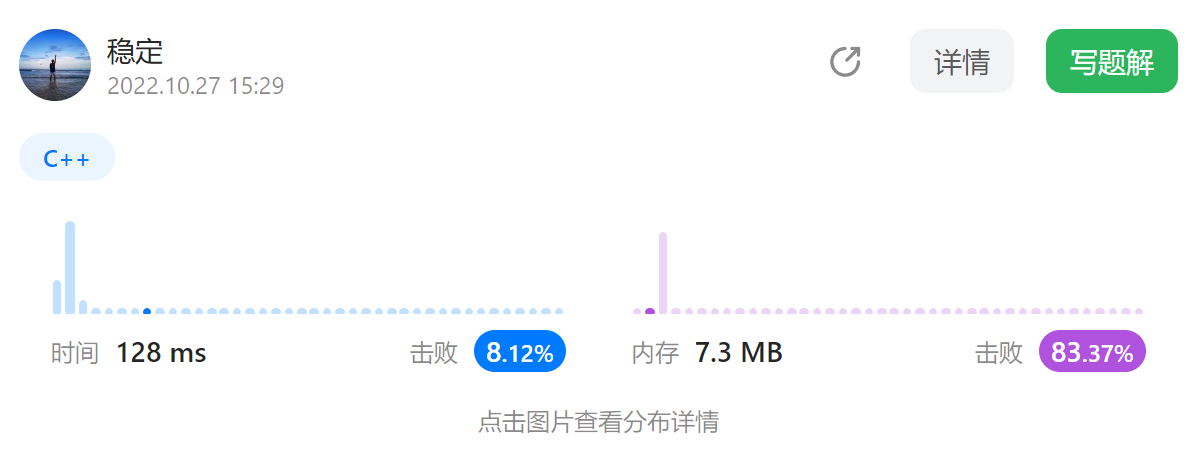 稳定
2022.10.27 15:29
详情
写题解
C++
时间 128 ms 击败 8.12%
内存 7.3 MB 击败 83.37%
点击图片查看分布详情